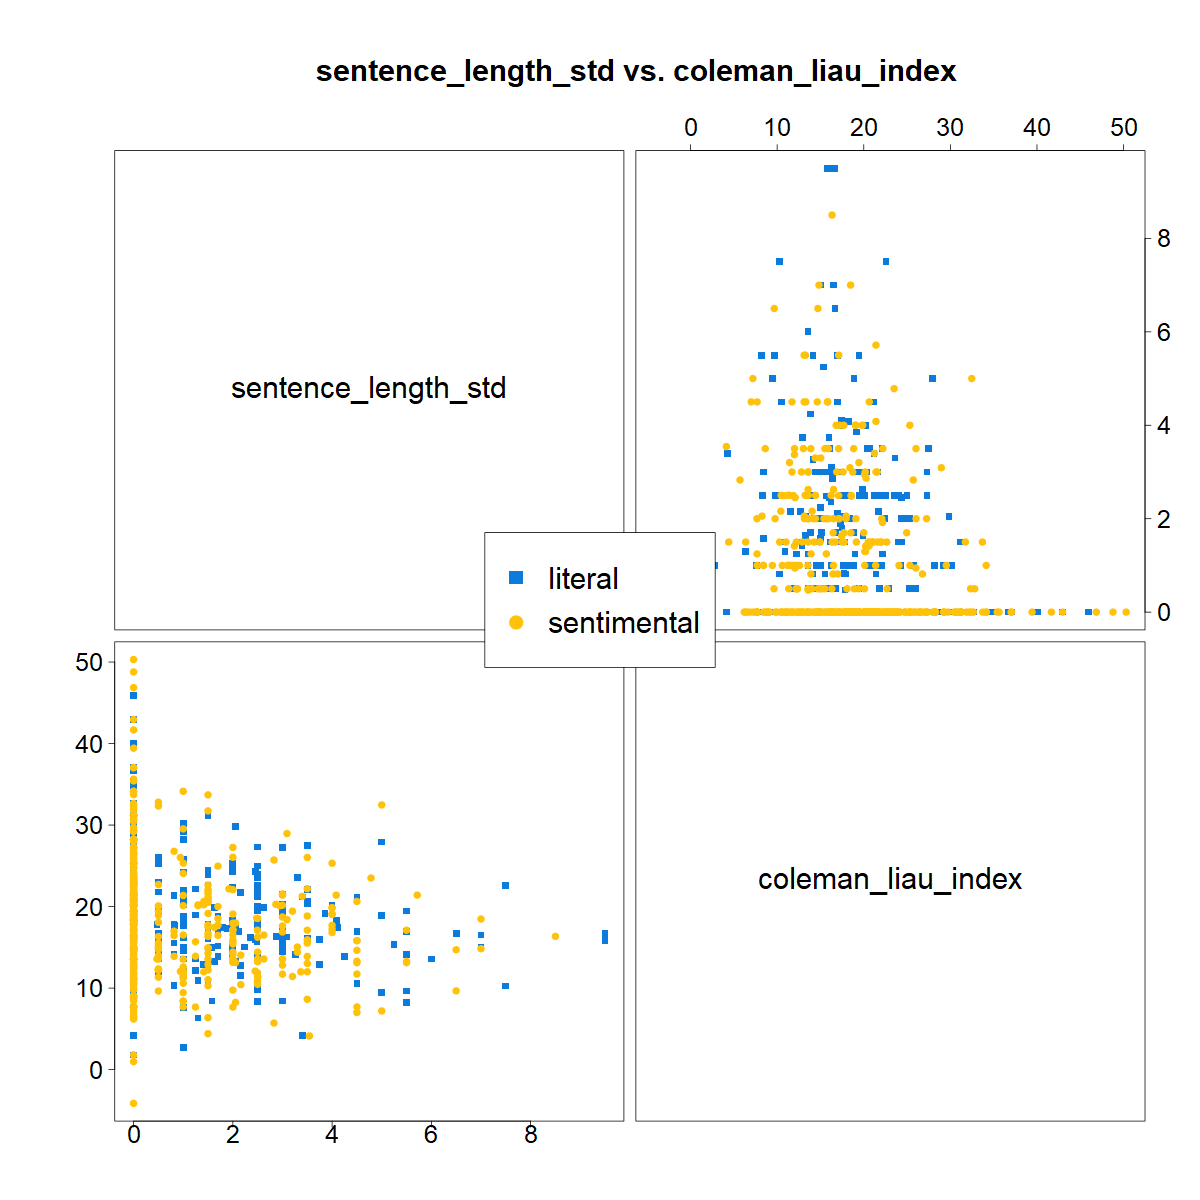 sentence_length_std vs. coleman_liau_index
0 10 20 30 40 50
sentence_length_std
8
6
4
2
0
literal
sentimental
50
40
30
20
10
0
coleman_liau_index
0 2 4 6 8